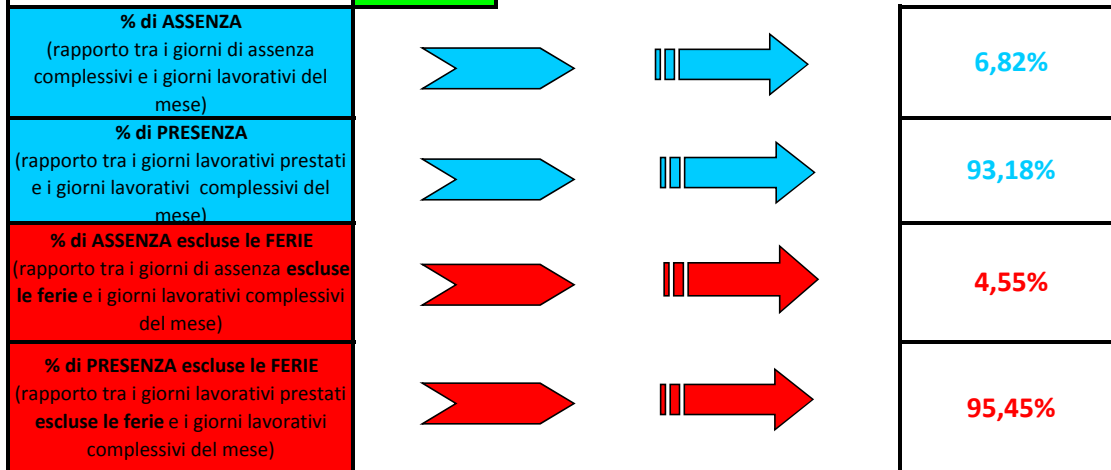 % di ASSENZA
(rapporto tra i giorni di assenza
complessivi e i giorni lavorativi del
mese)
6,82%
% di PRESENZA
(rapporto tra i giorni lavorativi prestati
e i giorni lavorativi complessivi del
mese)
93,18%
% di ASSENZA escluse le FERIE
(rapporto tra i giorni di assenza escluse
le ferie e i giorni lavorativi complessivi
del mese)
4,55%
% di PRESENZA escluse le FERIE
(rapporto tra i giorni lavorativi prestati
escluse le ferie e i giorni lavorativi
complessivi del mese)
95,45%